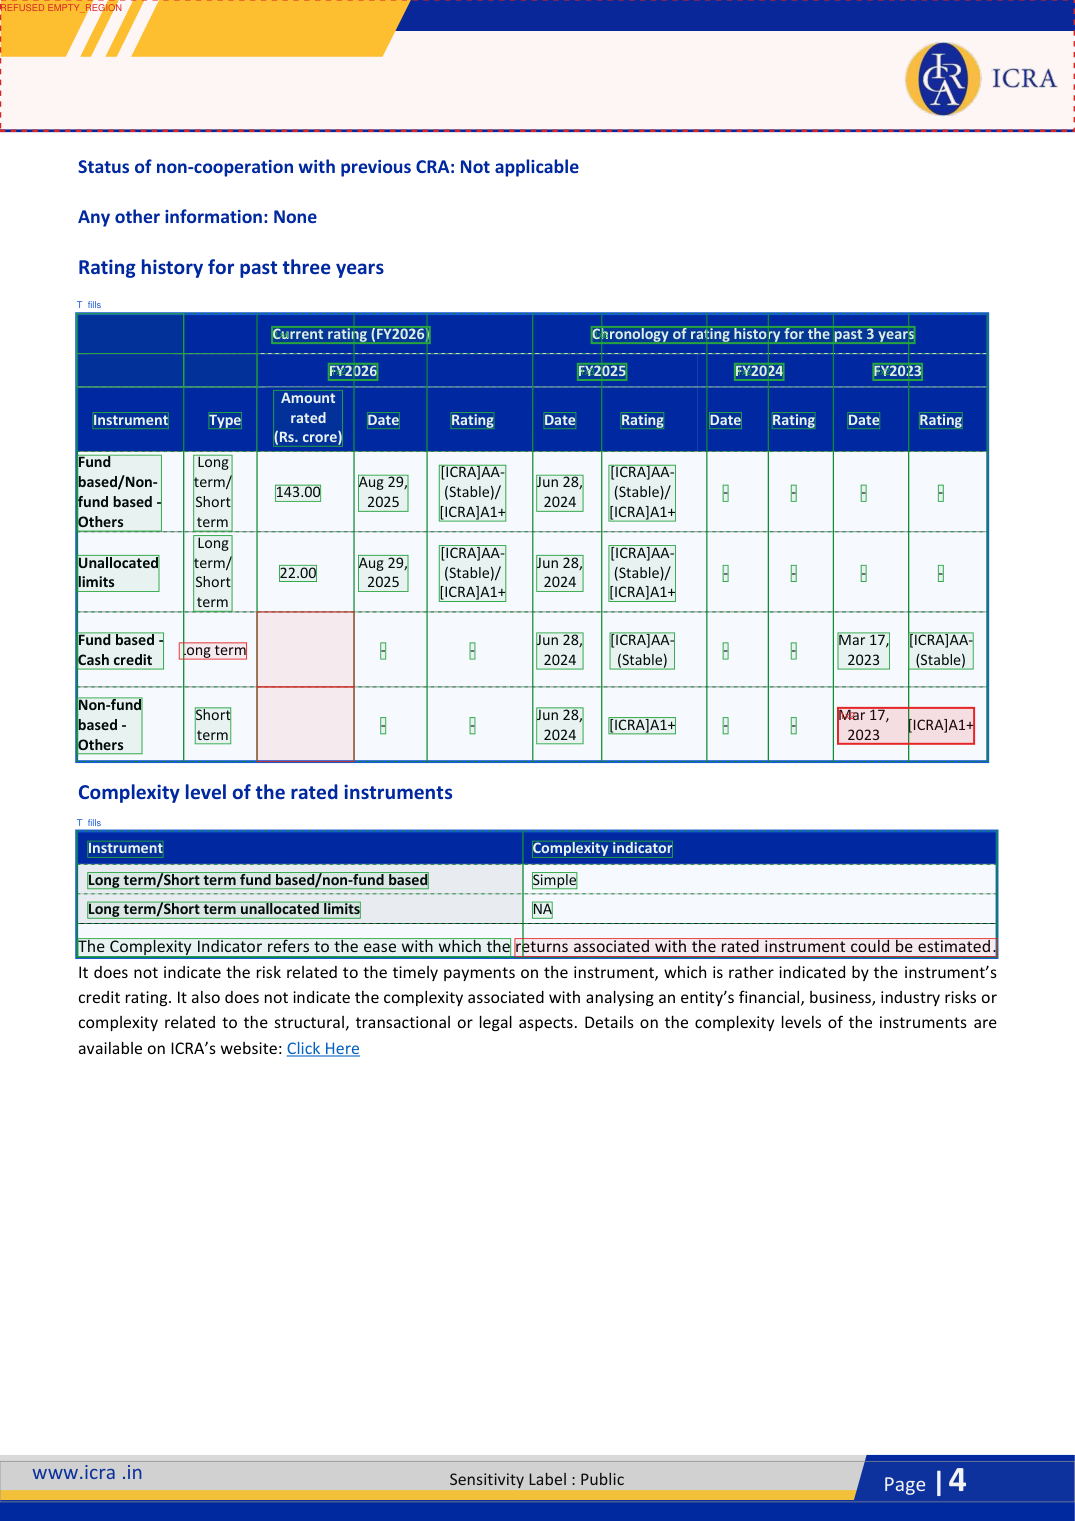 REFUSED EMPTY_REGION
ICRA
Status of non-cooperation with previous CRA: Not applicable
Any other information: None
Rating history for past three years
T fills
Current rating (FY2026)
Chronology of rating history for the past 3 years
FY2026
FY2025
FY2024
FY2023
Instrument
Type
Amount
rated
(Rs. crore)
Date
Rating
Date
Rating
Date
Rating
Date
Rating
Fund
based/Non-
fund based -
Others
Long
term/
Short
term
143.00
Aug 29,
2025
[ICRA]AA-
(Stable)/
[ICRA]A1+
Jun 28,
2024
[ICRA]AA-
(Stable)/
[ICRA]A1+
-
-
-
-
Unallocated
limits
Long
term/
Short
term
22.00
Aug 29,
2025
[ICRA]AA-
(Stable)/
[ICRA]A1+
Jun 28,
2024
[ICRA]AA-
(Stable)/
[ICRA]A1+
-
-
-
-
Fund based -
Cash credit
Long term
-
-
Jun 28,
2024
[ICRA]AA-
(Stable)
-
-
Mar 17,
2023
[ICRA]AA-
(Stable)
Non-fund
based -
Others
Short
term
-
-
Jun 28,
2024
[ICRA]A1+
-
-
Mar 17,
2023
[ICRA]A1+
Complexity level of the rated instruments
T fills
Instrument
Complexity indicator
Long term/Short term fund based/non-fund based
Simple
Long term/Short term unallocated limits
NA
The Complexity Indicator refers to the ease with which the returns associated with the rated instrument could be estimated.
It does not indicate the risk related to the timely payments on the instrument, which is rather indicated by the instrument's
credit rating. It also does not indicate the complexity associated with analysing an entity's financial, business, industry risks or
complexity related to the structural, transactional or legal aspects. Details on the complexity levels of the instruments are
available on ICRA's website: Click Here
www.icra .in
Sensitivity Label : Public
Page | 4